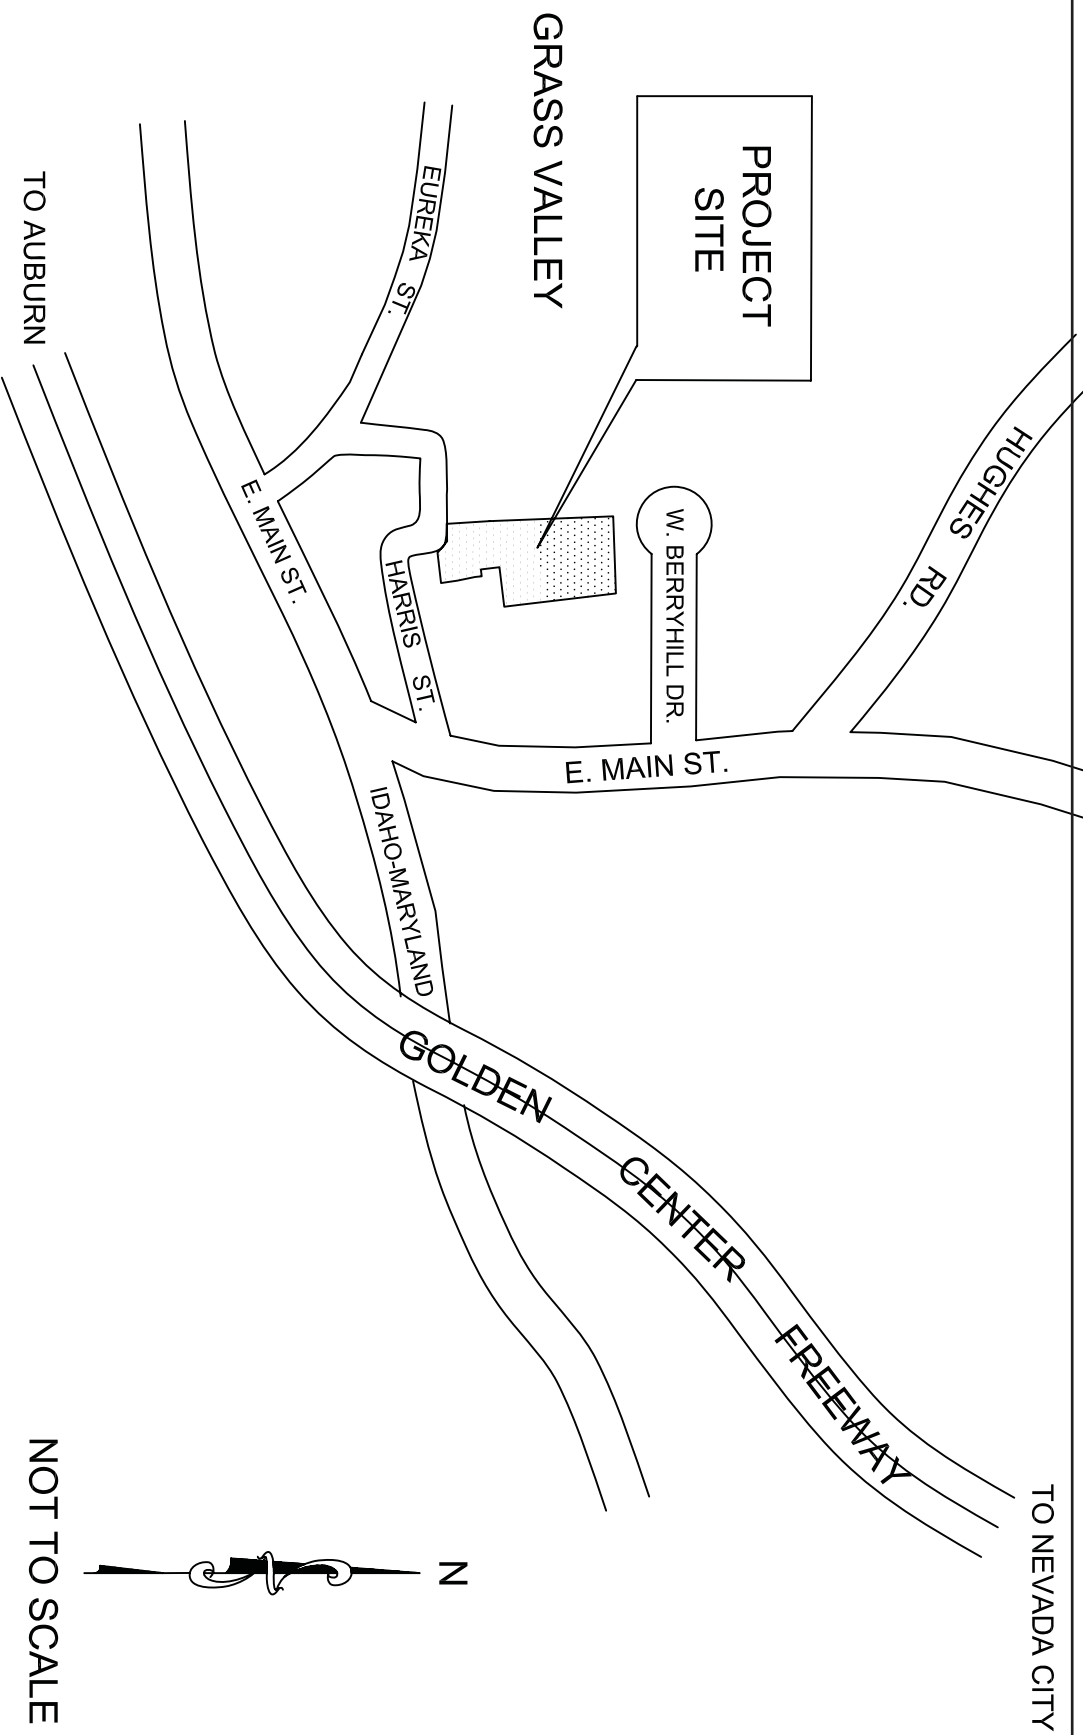 TO NEVADA CITY
HUGHES RD.
PROJECT
SITE
W. BERRYHILL DR.
E. MAIN ST.
GRASS VALLEY
FREEWAY
CENTER
GOLDEN
EUREKA ST.
HARRIS ST.
IDAHO-MARYLAND
E. MAIN ST.
N
TO AUBURN
NOT TO SCALE